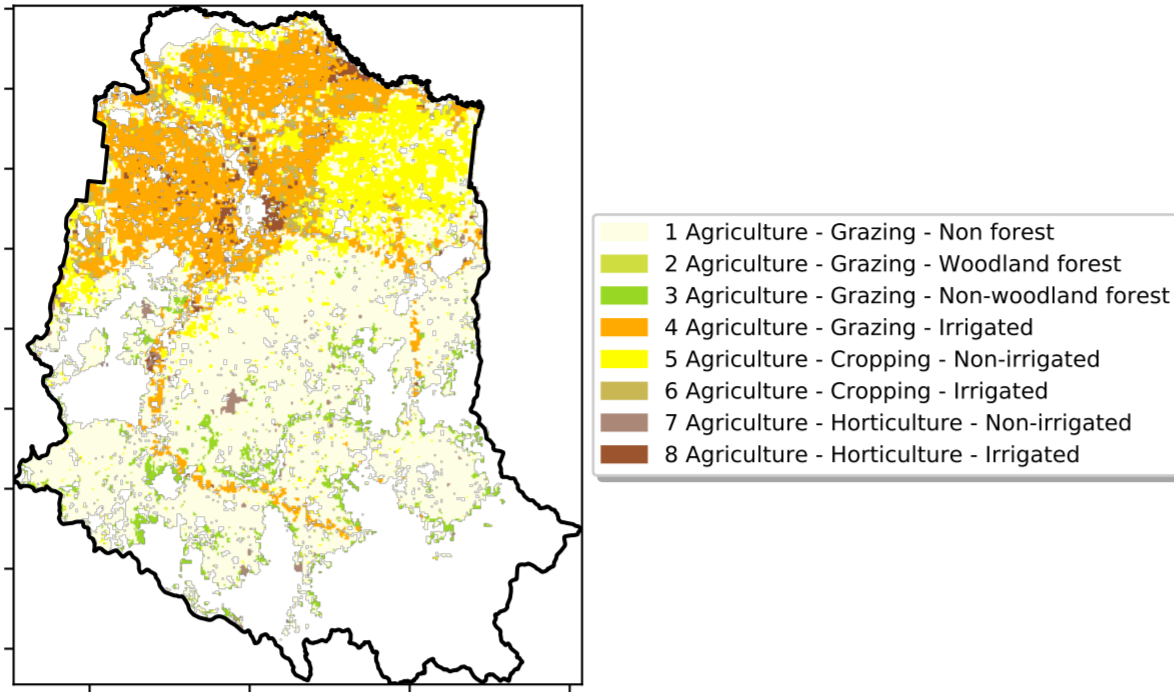 1 Agriculture - Grazing - Non forest
2 Agriculture - Grazing - Woodland forest
3 Agriculture - Grazing - Non-woodland forest
4 Agriculture - Grazing - Irrigated
5 Agriculture - Cropping - Non-irrigated
6 Agriculture - Cropping - Irrigated
7 Agriculture - Horticulture - Non-irrigated
8 Agriculture - Horticulture - Irrigated